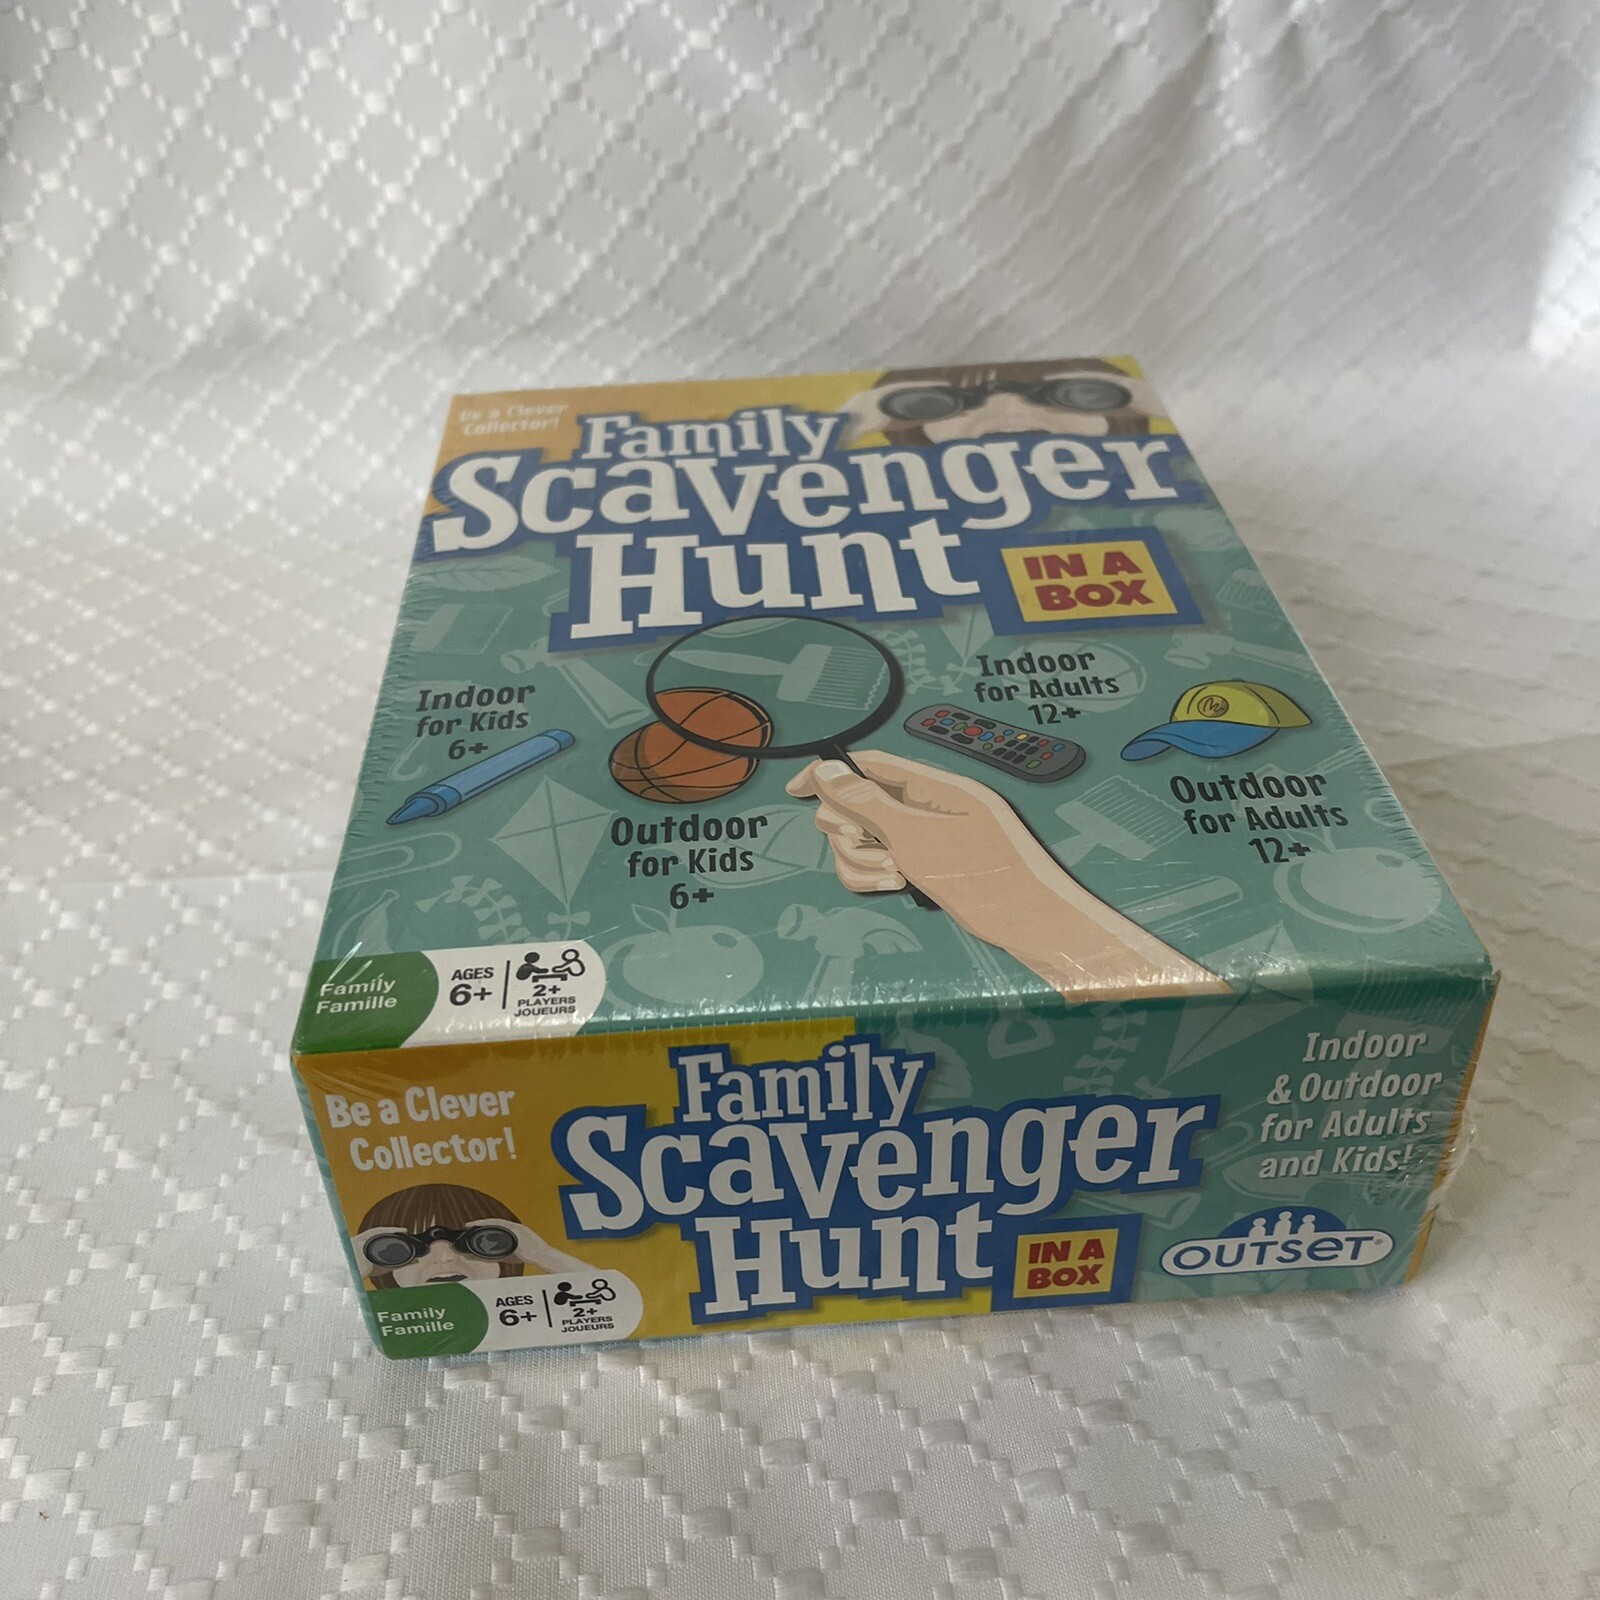 Be a Clever
Collector!
Family
Scavenger
Hunt
IN A
BOX
Indoor
for Kids
6+
Outdoor
for Kids
6+
Indoor
for Adults
12+
Outdoor
for Adults
12+
Family
Famille
AGES
6+
2+
PLAYERS
JOUEURS
Be a Clever
Collector!
Family
Scavenger
Hunt
IN A
BOX
Indoor
& Outdoor
for Adults
and Kids!
OUTSET®
Family
Famille
AGES
6+
2+
PLAYERS
JOUEURS